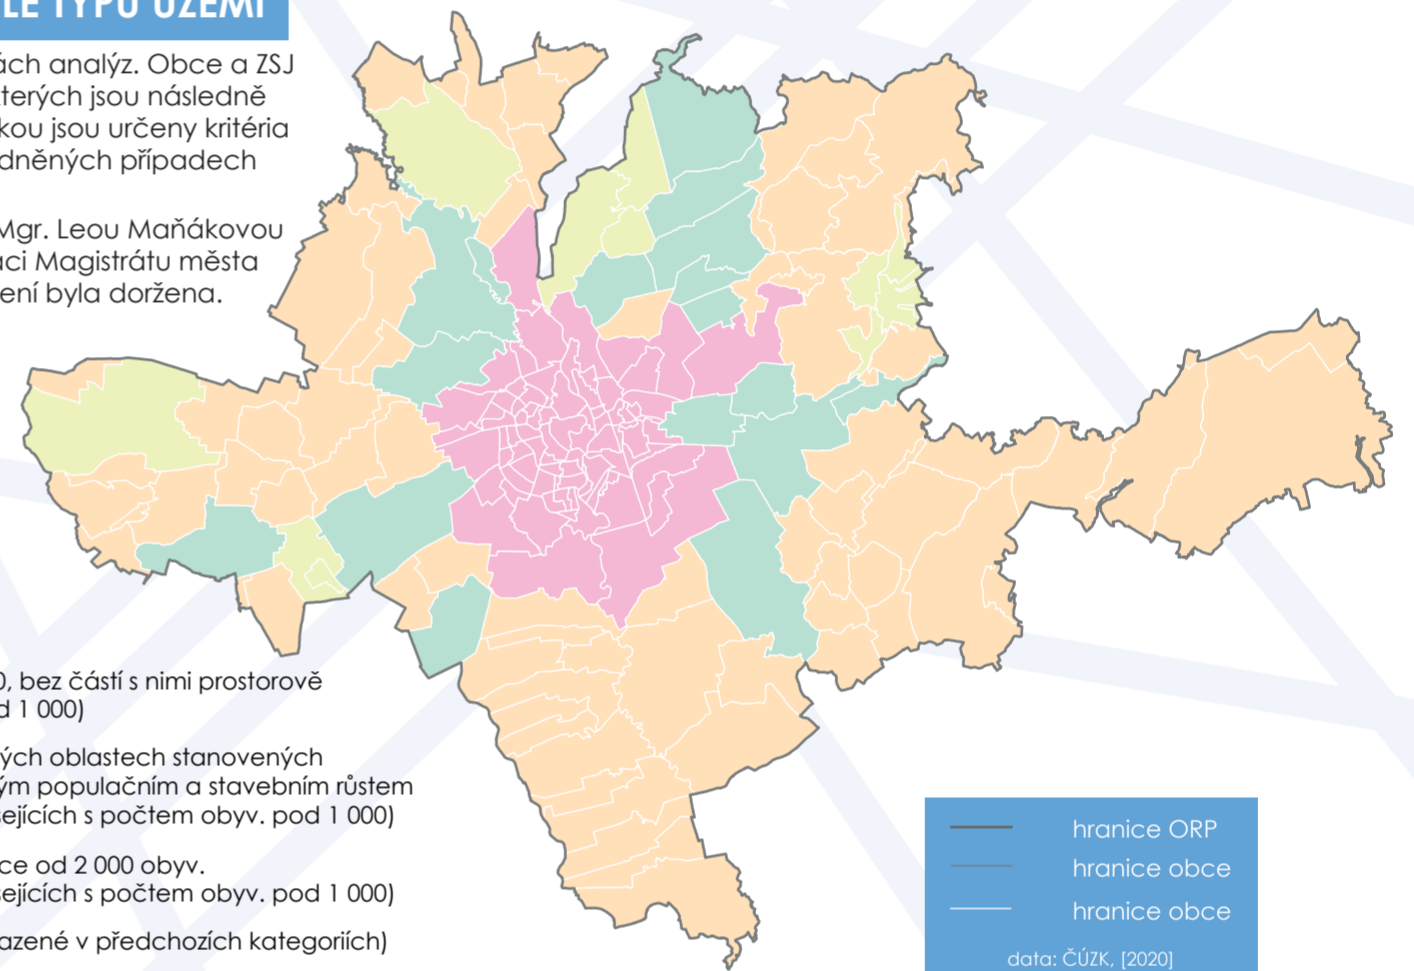 LE TYPU ÚZEMÍ
ách analýz. Obce a ZSJ
kterých jsou následně
kou jsou určeny kritéria
dněných případech
Mgr. Leou Maňákovou
aci Magistrátu města
ení byla doržena.
0, bez částí s nimi prostorově
d 1 000)
ých oblastech stanovených
ým populačním a stavebním růstem
sejících s počtem obyv. pod 1 000)
ce od 2 000 obyv.
sejících s počtem obyv. pod 1 000)
azené v předchozích kategoriích)
hranice ORP
hranice obce
hranice obce
data: ČÚZK, [2020]